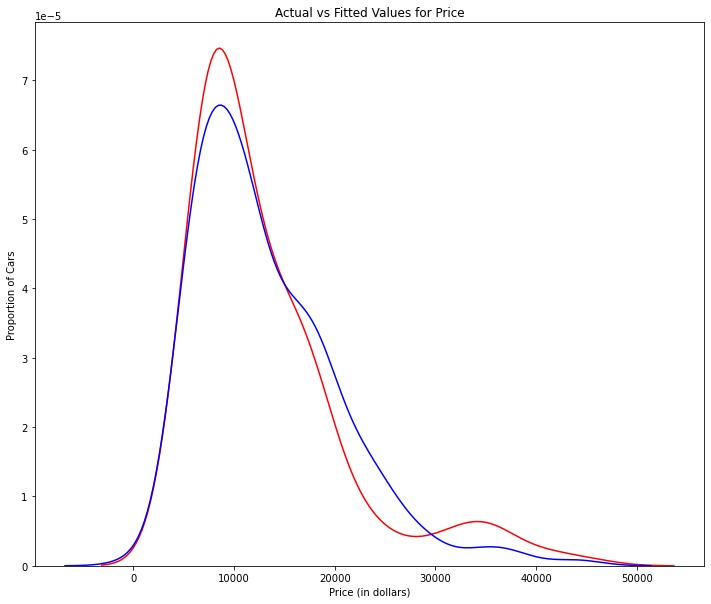 Actual vs Fitted Values for Price
1e−5
7
6
5
4
3
2
1
0
Proportion of Cars
0 10000 20000 30000 40000 50000
Price (in dollars)